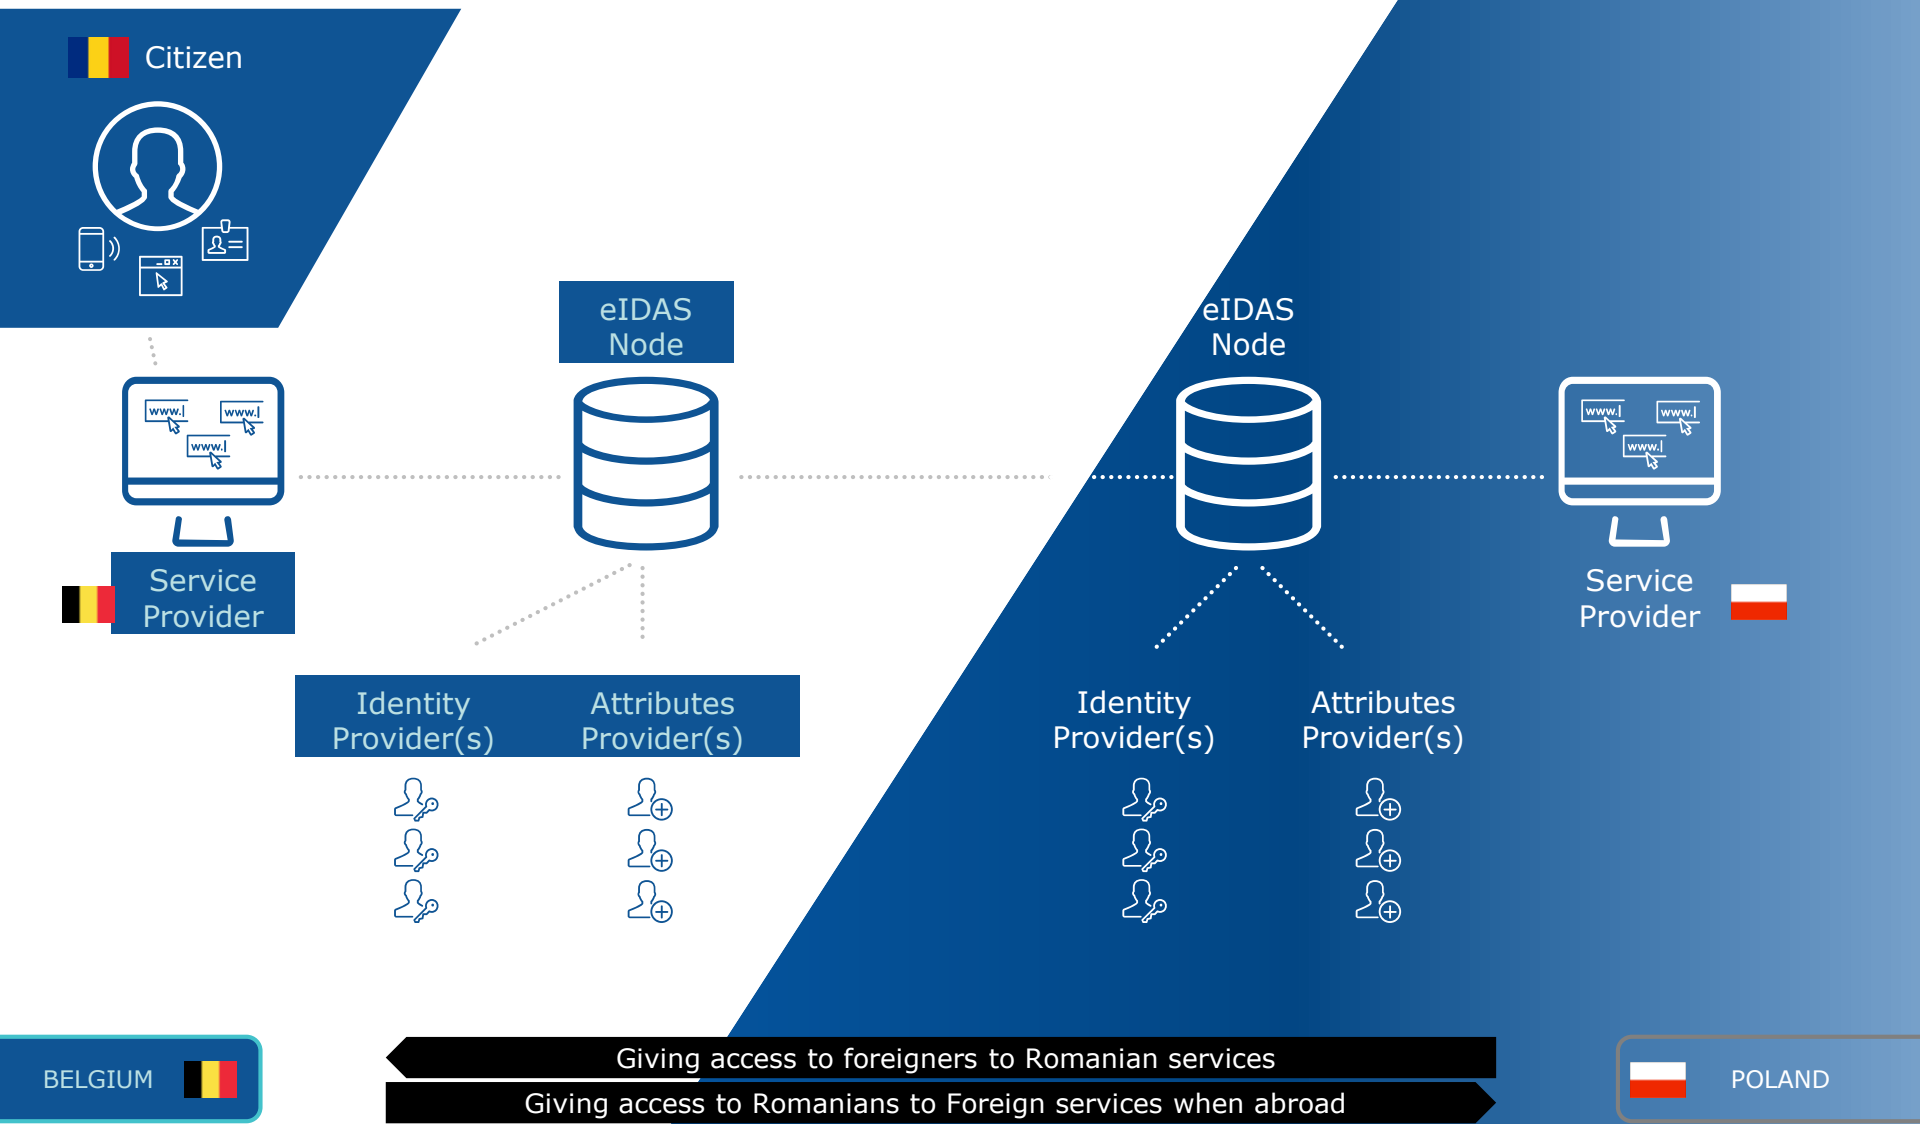 Citizen
eIDAS
Node
eIDAS
Node
www.
www.
www.
www.
www.
www.
Service
Provider
Service
Provider
Identity
Provider(s)
Attributes
Provider(s)
Identity
Provider(s)
Attributes
Provider(s)
Giving access to foreigners to Romanian services
BELGIUM
POLAND
Giving access to Romanians to Foreign services when abroad